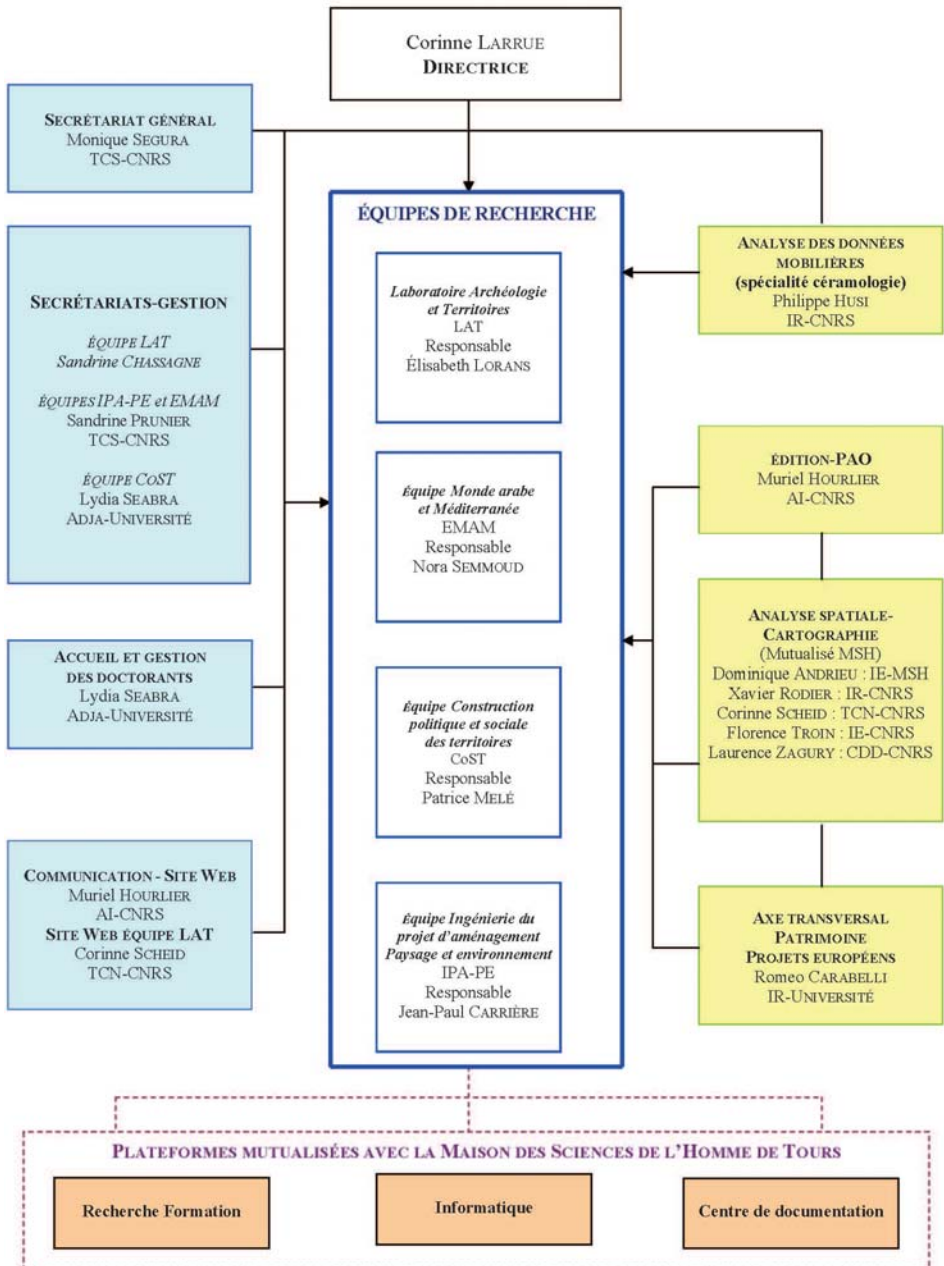 Corinne LARRUE
DIRECTRICE
SECRÉTARIAT GÉNÉRAL
Monique SEGURA
TCS-CNRS
SECRÉTARIATS-GESTION
ÉQUIPE LAT
Sandrine CHASSAGNE
ÉQUIPES IPA-PE et EMAM
Sandrine PRUNIER
TCS-CNRS
ÉQUIPE COST
Lydia SEABRA
ADJA-UNIVERSITÉ
ACCUEIL ET GESTION
DES DOCTORANTS
Lydia SEABRA
ADJA-UNIVERSITÉ
COMMUNICATION - SITE WEB
Muriel HOURLIER
AI-CNRS
SITE WEB ÉQUIPE LAT
Corinne SCHEID
TCN-CNRS
ÉQUIPES DE RECHERCHE
Laboratoire Archéologie
et Territoires
LAT
Responsable
Élisabeth LORANS
Équipe Monde arabe
et Méditerranée
EMAM
Responsable
Nora SEMMOUD
Équipe Construction
politique et sociale
des territoires
CoST
Responsable
Patrice MELÉ
Équipe Ingénierie du
projet d'aménagement
Paysage et environnement
IPA-PE
Responsable
Jean-Paul CARRIÈRE
ANALYSE DES DONNÉES
MOBILIÈRES
(spécialité céramologie)
Philippe HUSI
IR-CNRS
ÉDITION-PAO
Muriel HOURLIER
AI-CNRS
ANALYSE SPATIALE-
CARTOGRAPHIE
(Mutualisé MSH)
Dominique ANDRIEU : IE-MSH
Xavier RODIER : IR-CNRS
Corinne SCHEID : TCN-CNRS
Florence TROIN : IE-CNRS
Laurence ZAGURY : CDD-CNRS
AXE TRANSVERSAL
PATRIMOINE
PROJETS EUROPÉENS
Romeo CARABELLI
IR-UNIVERSITÉ
PLATEFORMES MUTUALISÉES AVEC LA MAISON DES SCIENCES DE L'HOMME DE TOURS
Recherche Formation
Informatique
Centre de documentation